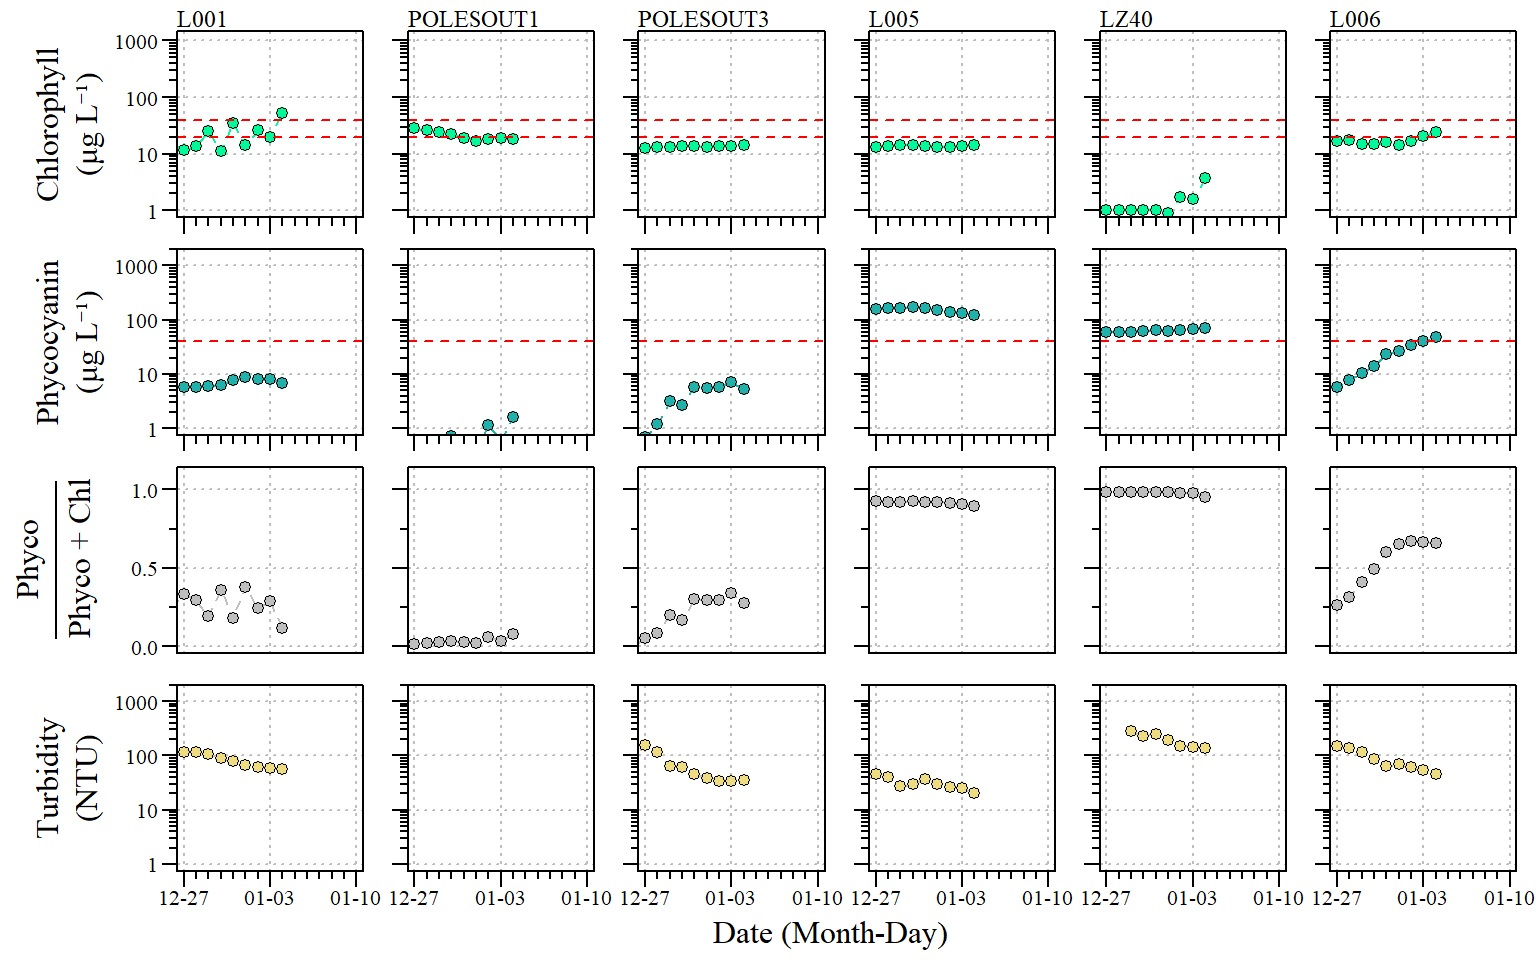 L001 POLESOUT1 POLESOUT3 L005 LZ40 L006
Chlorophyll
(µg L⁻¹)
1000
100
10
1
Phycocyanin
(µg L⁻¹)
1000
100
10
1
Phyco
Phyco + Chl
1.0
0.5
0.0
Turbidity
(NTU)
1000
100
10
1
12-27 01-03 01-10 12-27 01-03 01-10 12-27 01-03 01-10 12-27 01-03 01-10 12-27 01-03 01-10 12-27 01-03 01-10
Date (Month-Day)